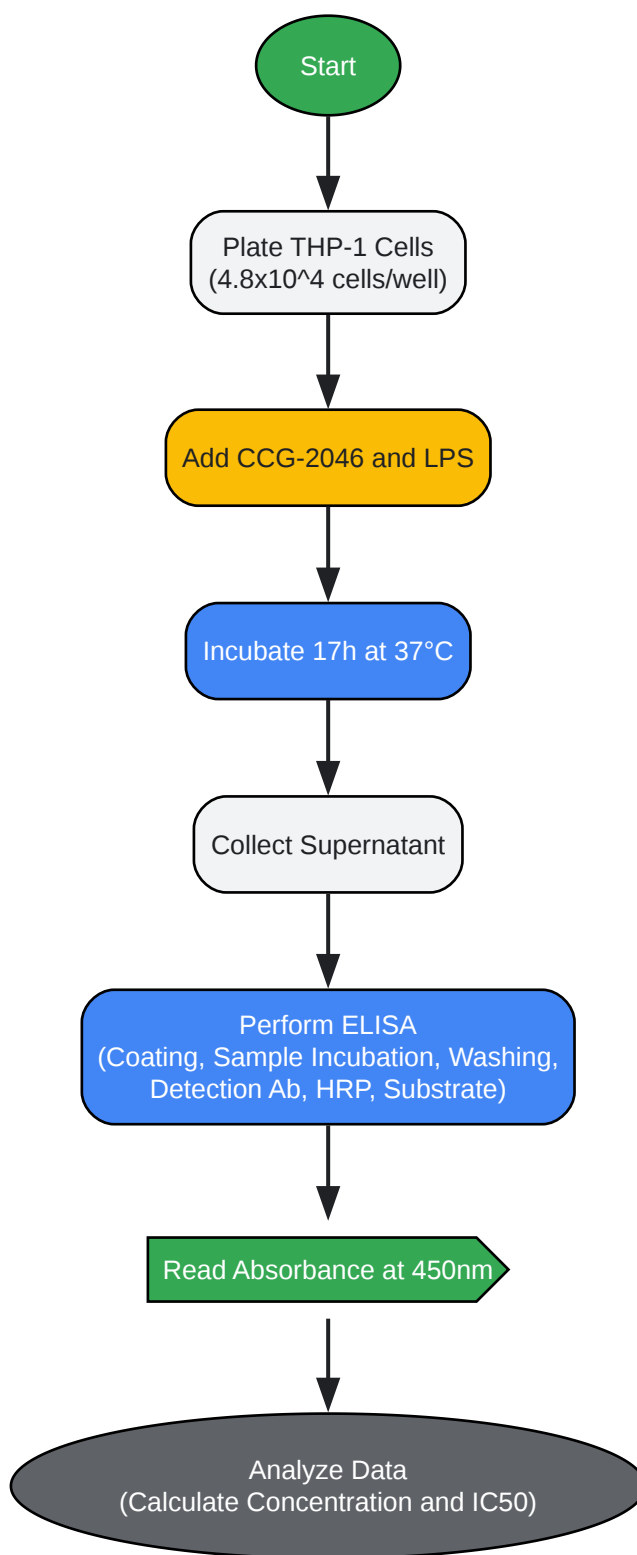 Start
Plate THP-1 Cells
(4.8x10^4 cells/well)
Add CCG-2046 and LPS
Incubate 17h at 37°C
Collect Supernatant
Perform ELISA
(Coating, Sample Incubation, Washing,
Detection Ab, HRP, Substrate)
Read Absorbance at 450nm
Analyze Data
(Calculate Concentration and IC50)